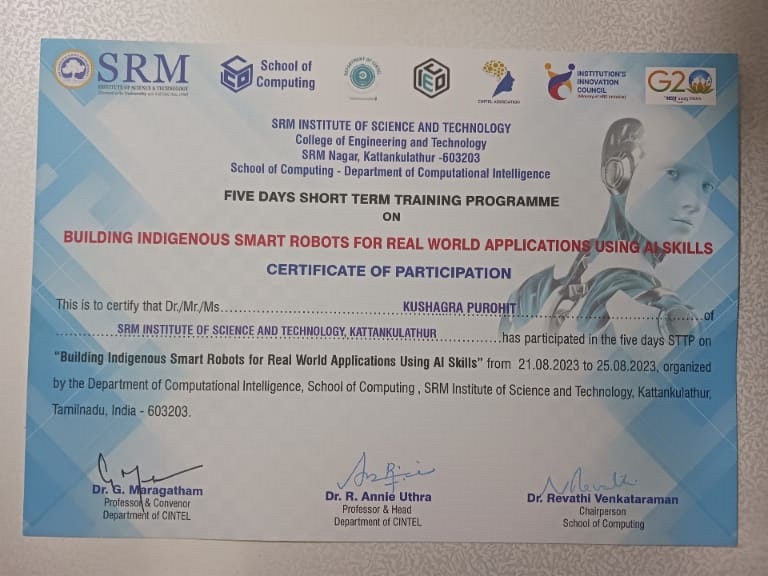 SRM
INSTITUTE OF SCIENCE & TECHNOLOGY
School of
Computing
DEPARTMENT OF CINTEL
CINTEL ASSOCIATION
INSTITUTION'S
INNOVATION
COUNCIL
G20
SRM INSTITUTE OF SCIENCE AND TECHNOLOGY
College of Engineering and Technology
SRM Nagar, Kattankulathur -603203
School of Computing - Department of Computational Intelligence
FIVE DAYS SHORT TERM TRAINING PROGRAMME
ON
BUILDING INDIGENOUS SMART ROBOTS FOR REAL WORLD APPLICATIONS USING AI SKILLS
CERTIFICATE OF PARTICIPATION
This is to certify that Dr./Mr./Ms. KUSHAGRA PUROHIT of
SRM INSTITUTE OF SCIENCE AND TECHNOLOGY, KATTANKULATHUR has participated in the five days STTP on
"Building Indigenous Smart Robots for Real World Applications Using AI Skills" from 21.08.2023 to 25.08.2023, organized
by the Department of Computational Intelligence, School of Computing , SRM Institute of Science and Technology, Kattankulathur,
Tamilnadu, India - 603203.
Dr. G. Maragatham
Professor & Convenor
Department of CINTEL
Dr. R. Annie Uthra
Professor & Head
Department of CINTEL
Dr. Revathi Venkataraman
Chairperson
School of Computing